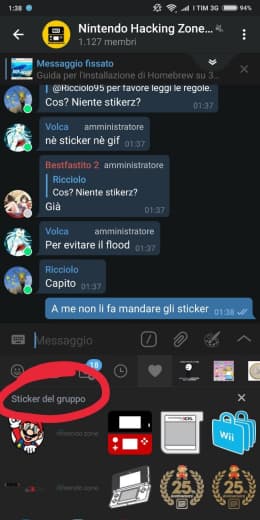 1:38
I TIM 3G
94%
Nintendo Hacking Zone...
1.127 membri
Messaggio fissato
Guida per l'Installazione di Homebrew su 3...
@Ricciolo95 per favore leggi le regole.
Cos? Niente stikerz?
01:37
Volca amministratore
nè sticker nè gif
01:37
Bestfastito 2 amministratore
Ricciolo
Cos? Niente stikerz?
Già
01:37
Volca amministratore
Per evitare il flood
01:37
Ricciolo
Capito
01:37
A me non li fa mandare gli sticker
01:38
Messaggio
18
Sticker del gruppo
Wii
25
25